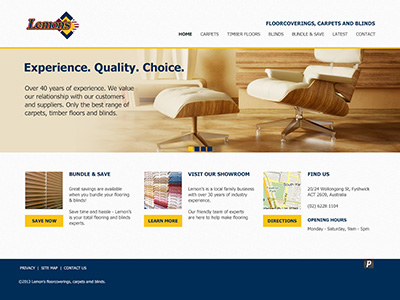 Lemon's
FLOORCOVERINGS, CARPETS AND BLINDS
HOME CARPETS TIMBER FLOORS BLINDS BUNDLE & SAVE LATEST CONTACT
Experience. Quality. Choice.
Over 40 years of experience. We value
our relationship with our customers
and suppliers. Only the best range of
carpets, timber floors and blinds.
BUNDLE & SAVE
Great savings are available
when you bundle your flooring
& blinds!
Save time and hassle - Lemon's
is your total flooring and blinds
experts.
SAVE NOW
VISIT OUR SHOWROOM
Lemon's is a local family business
with over 30 years of industry
experience.
Our friendly team of experts
are here to help make flooring
LEARN MORE
South Yar
DIRECTIONS
FIND US
20/24 Wollongong St, Fyshwick
ACT 2609, Australia
(02) 6228 1104
OPENING HOURS
Monday - Saturday, 9am - 5pm
PRIVACY | SITE MAP | CONTACT US
©2013 Lemons floorcoverings, carpets and blinds.
P